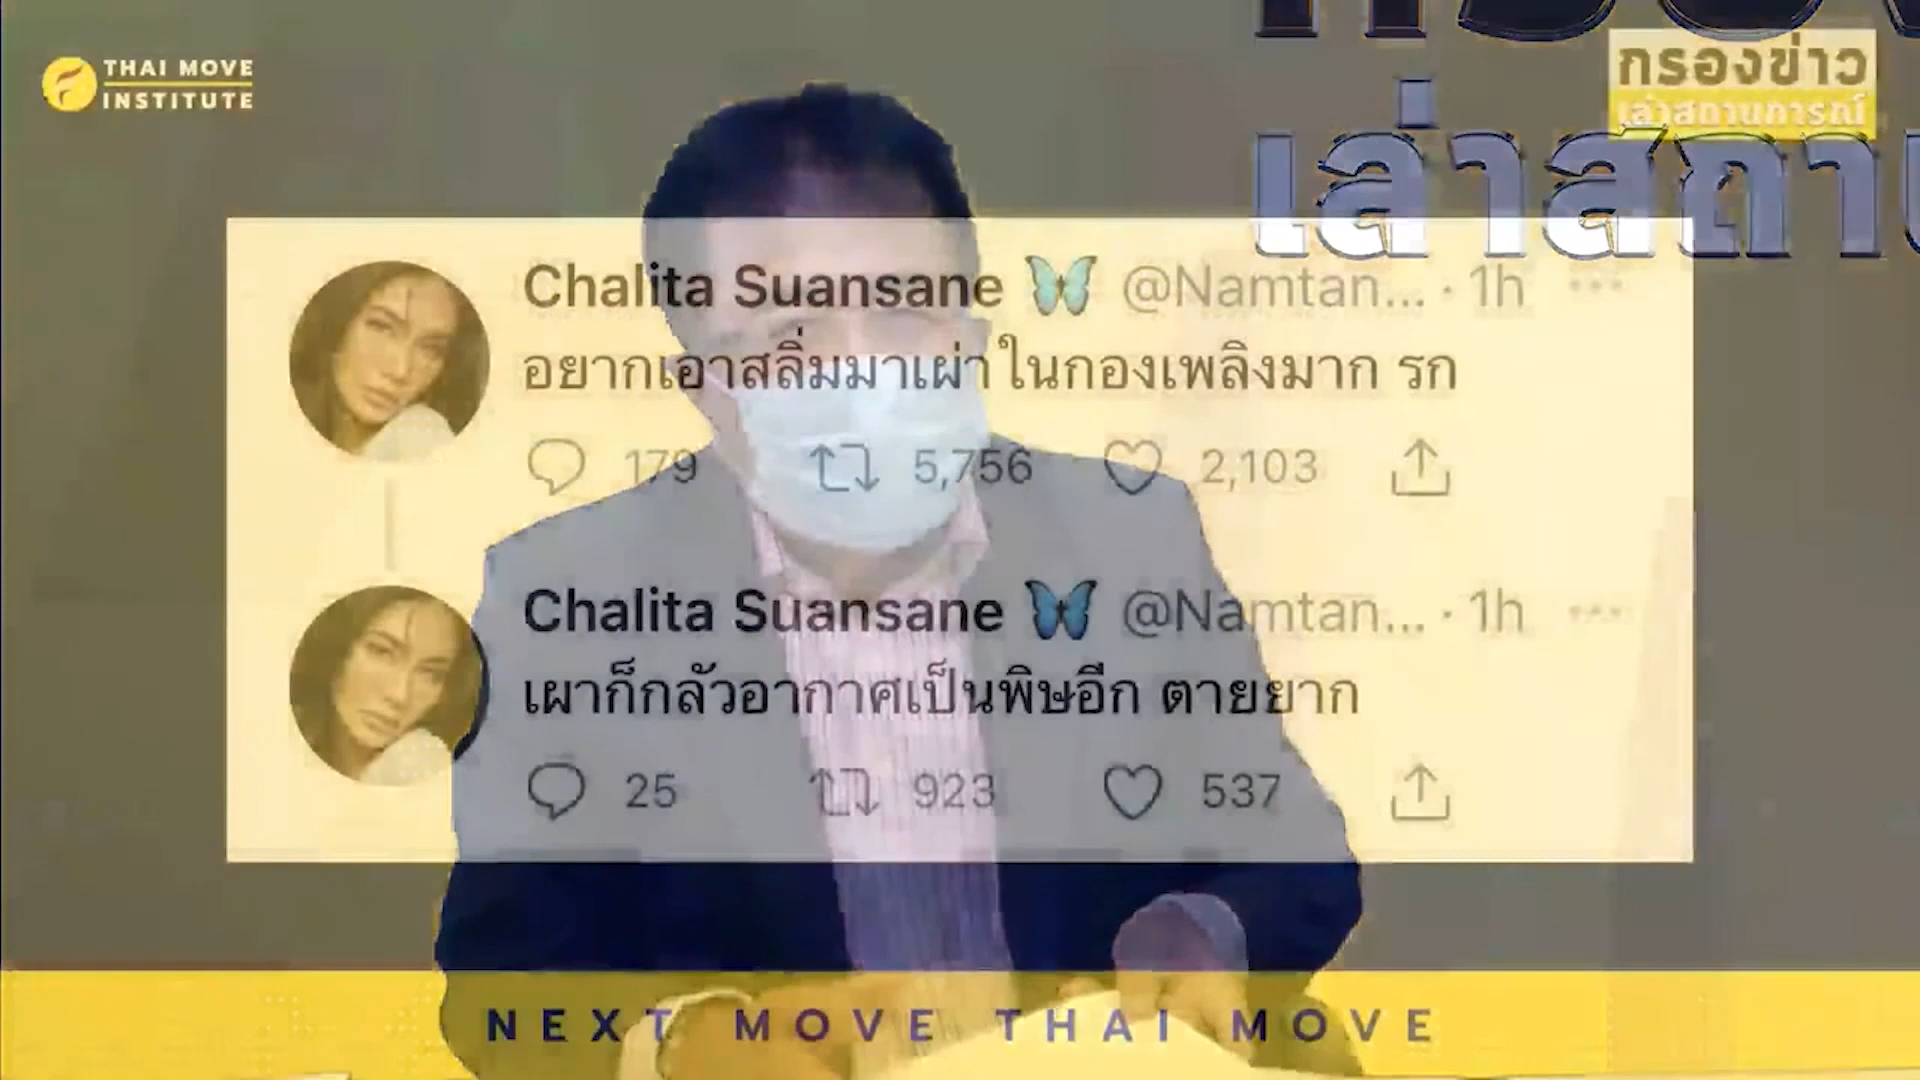 THAI MOVE
INSTITUTE
กรองข่าว
เล่าสถานการณ์
Chalita Suansane 🦋 @Namtan... · 1h
อยากเอาสลิ่มมาเผ่าในกองเพลิงมาก รก
179 5,756 2,103
Chalita Suansane 🦋 @Namtan... · 1h
เผาก็กลัวอากาศเป็นพิษอีก ตายยาก
25 923 537
NEXT MOVE THAI MOVE